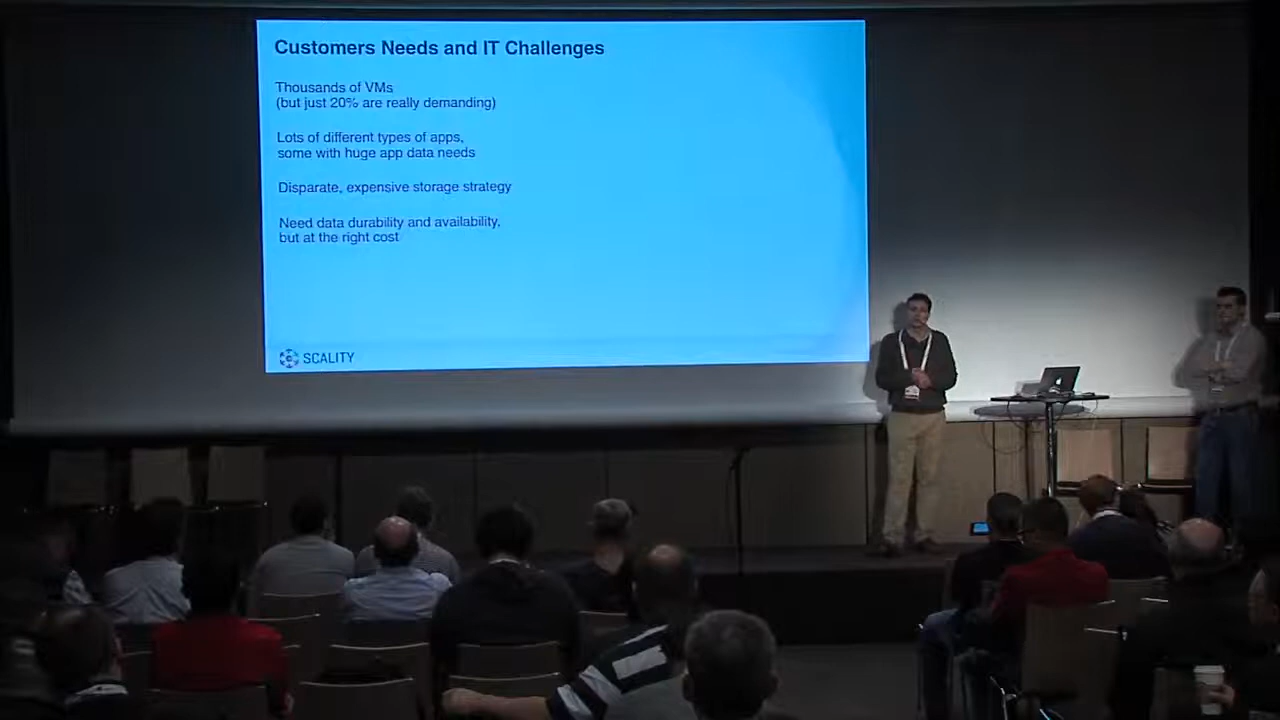 Customers Needs and IT Challenges
Thousands of VMs
(but just 20% are really demanding)
Lots of different types of apps,
some with huge app data needs
Disparate, expensive storage strategy
Need data durability and availability,
but at the right cost
SCALITY